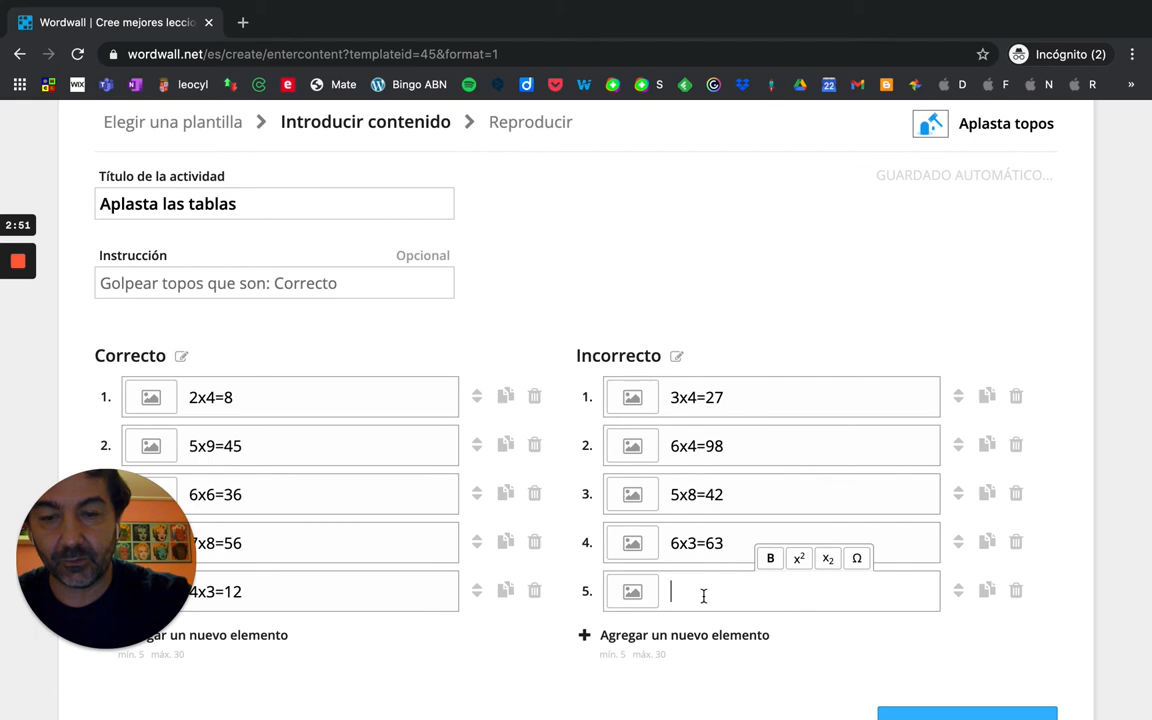 Wordwall | Cree mejores lecci
wordwall.net/es/create/entercontent?templateid=45&format=1
Incógnito (2)
WIX
leocyl
Mate
Bingo ABN
S
22
D
F
N
R
»
Elegir una plantilla
Introducir contenido
Reproducir
Aplasta topos
GUARDADO AUTOMÁTICO...
Título de la actividad
Aplasta las tablas
2:51
Instrucción
Opcional
Golpear topos que son: Correcto
Correcto
1. 2x4=8
2. 5x9=45
6x6=36
7x8=56
4x3=12
gar un nuevo elemento
mín. 5 máx. 30
Incorrecto
1. 3x4=27
2. 6x4=98
3. 5x8=42
4. 6x3=63
B x² x₂ Ω
5.
+ Agregar un nuevo elemento
mín. 5 máx. 30